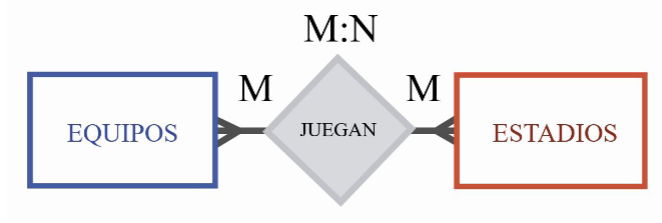 M:N
M
M
EQUIPOS
JUEGAN
ESTADIOS